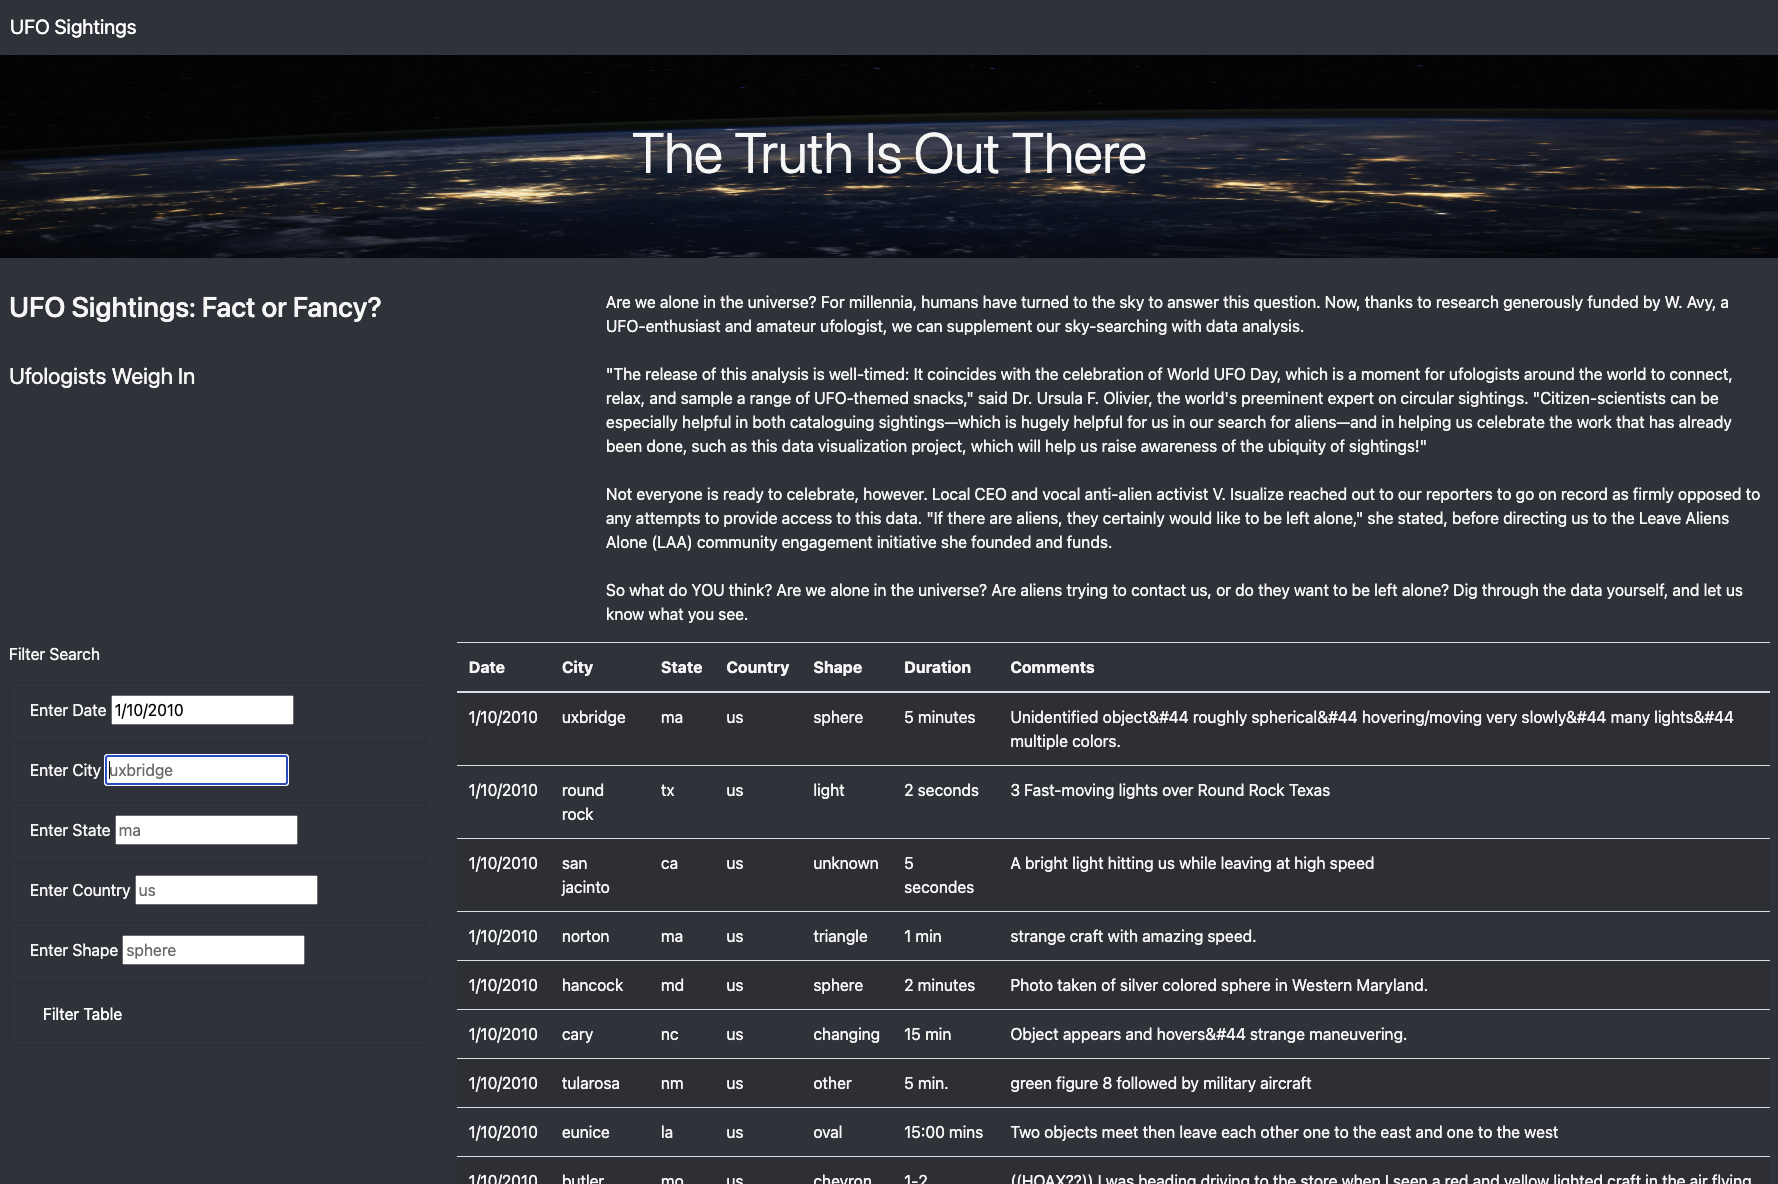 UFO Sightings
The Truth Is Out There
UFO Sightings: Fact or Fancy?
Ufologists Weigh In
Are we alone in the universe? For millennia, humans have turned to the sky to answer this question. Now, thanks to research generously funded by W. Avy, a
UFO-enthusiast and amateur ufologist, we can supplement our sky-searching with data analysis.
"The release of this analysis is well-timed: It coincides with the celebration of World UFO Day, which is a moment for ufologists around the world to connect,
relax, and sample a range of UFO-themed snacks," said Dr. Ursula F. Olivier, the world's preeminent expert on circular sightings. "Citizen-scientists can be
especially helpful in both cataloguing sightings—which is hugely helpful for us in our search for aliens—and in helping us celebrate the work that has already
been done, such as this data visualization project, which will help us raise awareness of the ubiquity of sightings!"
Not everyone is ready to celebrate, however. Local CEO and vocal anti-alien activist V. Isualize reached out to our reporters to go on record as firmly opposed to
any attempts to provide access to this data. "If there are aliens, they certainly would like to be left alone," she stated, before directing us to the Leave Aliens
Alone (LAA) community engagement initiative she founded and funds.
So what do YOU think? Are we alone in the universe? Are aliens trying to contact us, or do they want to be left alone? Dig through the data yourself, and let us
know what you see.
Filter Search
Enter Date 1/10/2010
Enter City uxbridge
Enter State ma
Enter Country us
Enter Shape sphere
Filter Table
Date City State Country Shape Duration Comments
1/10/2010 uxbridge ma us sphere 5 minutes Unidentified object&#44 roughly spherical&#44 hovering/moving very slowly&#44 many lights&#44
multiple colors.
1/10/2010 round tx us light 2 seconds 3 Fast-moving lights over Round Rock Texas
rock
1/10/2010 san ca us unknown 5 A bright light hitting us while leaving at high speed
jacinto secondes
1/10/2010 norton ma us triangle 1 min strange craft with amazing speed.
1/10/2010 hancock md us sphere 2 minutes Photo taken of silver colored sphere in Western Maryland.
1/10/2010 cary nc us changing 15 min Object appears and hovers&#44 strange maneuvering.
1/10/2010 tularosa nm us other 5 min. green figure 8 followed by military aircraft
1/10/2010 eunice la us oval 15:00 mins Two objects meet then leave each other one to the east and one to the west
1/10/2010 butler mo us chevron 1-2 ((HOAX??)) I was heading driving to the store when I seen a red and yellow lighted craft in the air flying